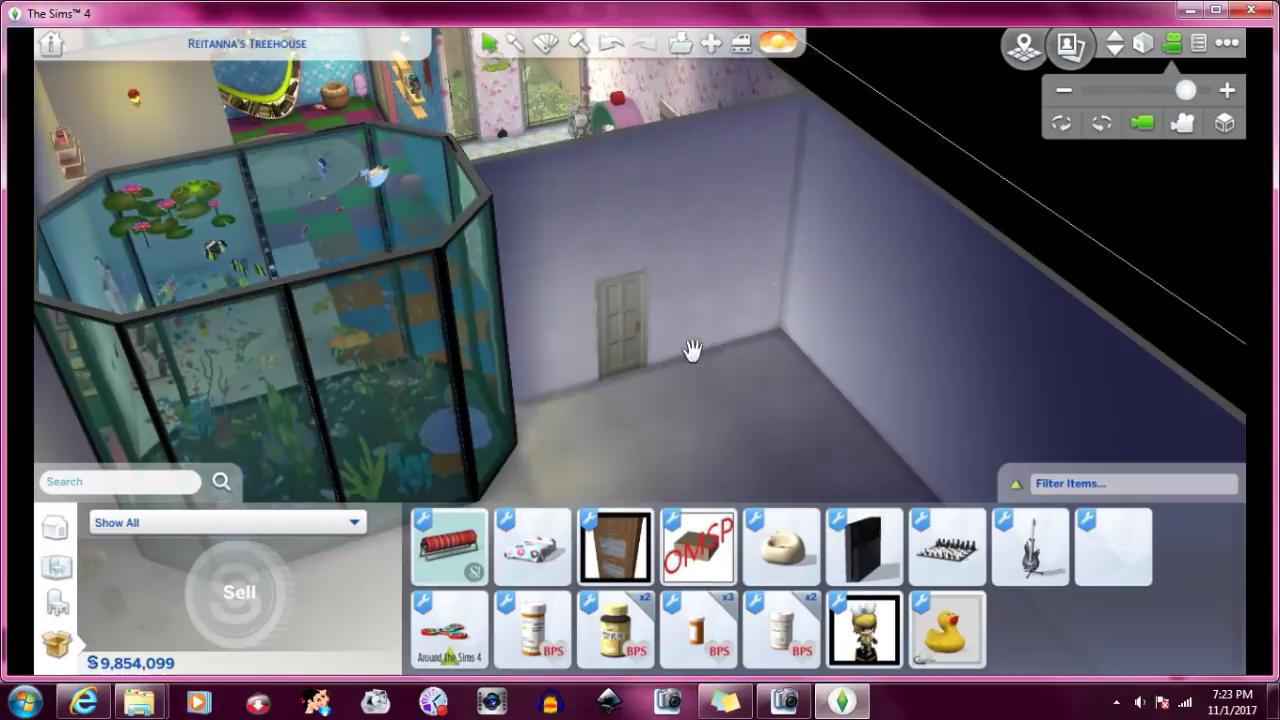 The Sims™ 4
Reitanna's Treehouse
Search
Filter Items...
Show All
Sell
§9,854,099
OMSP
Around the Sims 4
BPS
x2
BPS
x3
BPS
x2
BPS
7:23 PM
11/1/2017